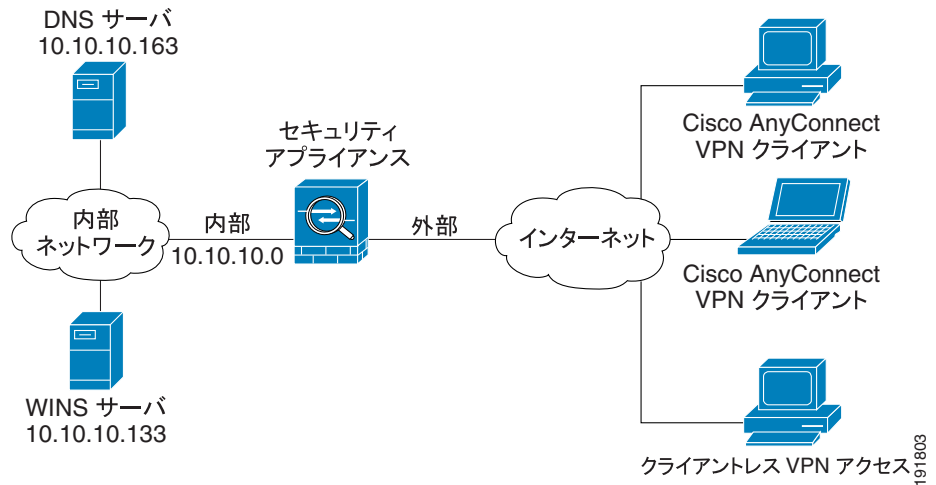 DNS サーバ
10.10.10.163
セキュリティ
アプライアンス
内部
ネットワーク
内部
10.10.10.0
外部
インターネット
Cisco AnyConnect
VPN クライアント
Cisco AnyConnect
VPN クライアント
WINS サーバ
10.10.10.133
クライアントレス VPN アクセス
191803